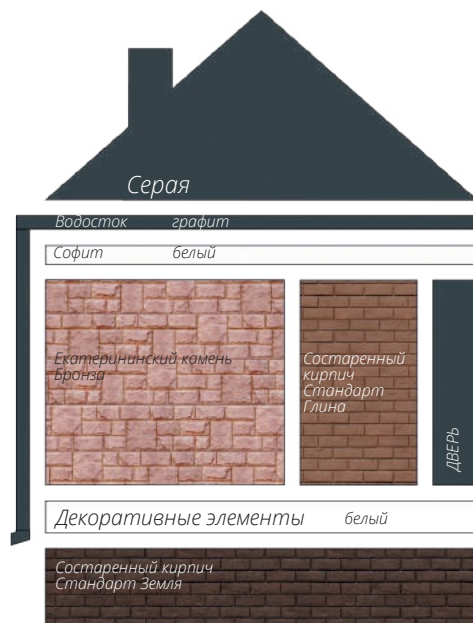 Серая
Водосток графит
Софит белый
Екатерининский камень
Бронза
Состаренный
кирпич
Стандарт
Глина
ДВЕРЬ
Декоративные элементы белый
Состаренный кирпич
Стандарт Земля